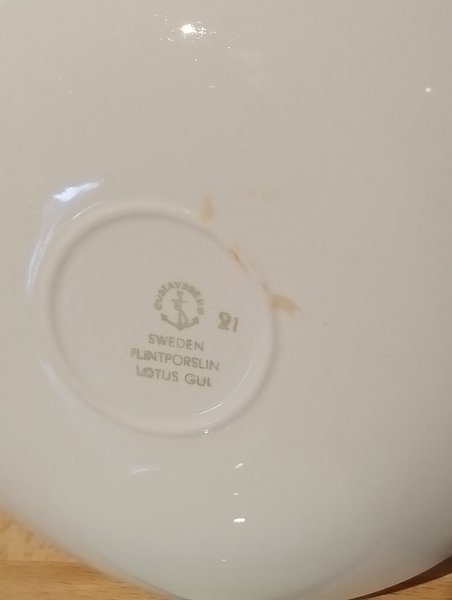 GUSTAVSBERG
21
SWEDEN
FLINTPORSLIN
LOTUS GUL